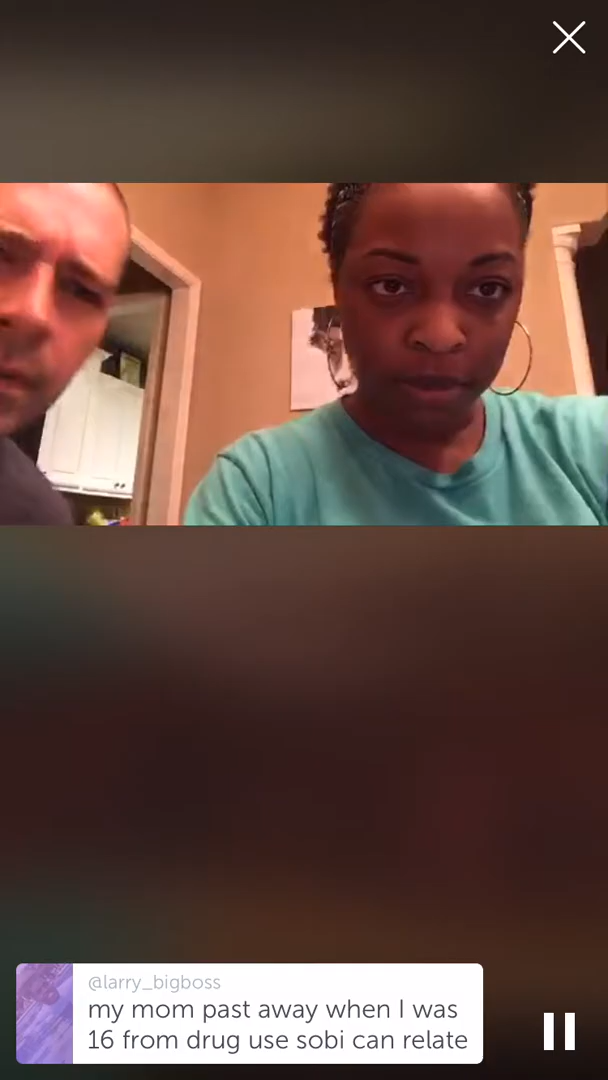 @larry_bigboss
my mom past away when I was
16 from drug use sobi can relate